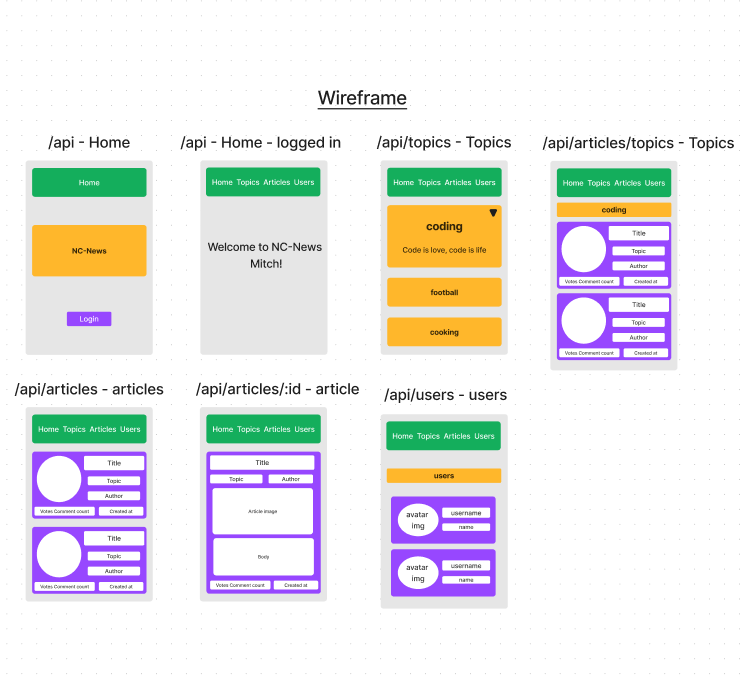 Wireframe
/api - Home
Home
NC-News
Login
/api - Home - logged in
Home Topics Articles Users
Welcome to NC-News
Mitch!
/api/topics - Topics
Home Topics Articles Users
coding
Code is love, code is life
football
cooking
/api/articles/topics - Topics
Home Topics Articles Users
coding
Title
Topic
Author
Votes Comment count Created at
Title
Topic
Author
Votes Comment count Created at
/api/articles - articles
Home Topics Articles Users
Title
Topic
Author
Votes Comment count Created at
Title
Topic
Author
Votes Comment count Created at
/api/articles/:id - article
Home Topics Articles Users
Title
Topic Author
Article image
Body
Votes Comment count Created at
/api/users - users
Home Topics Articles Users
users
avatar
img
username
name
avatar
img
username
name